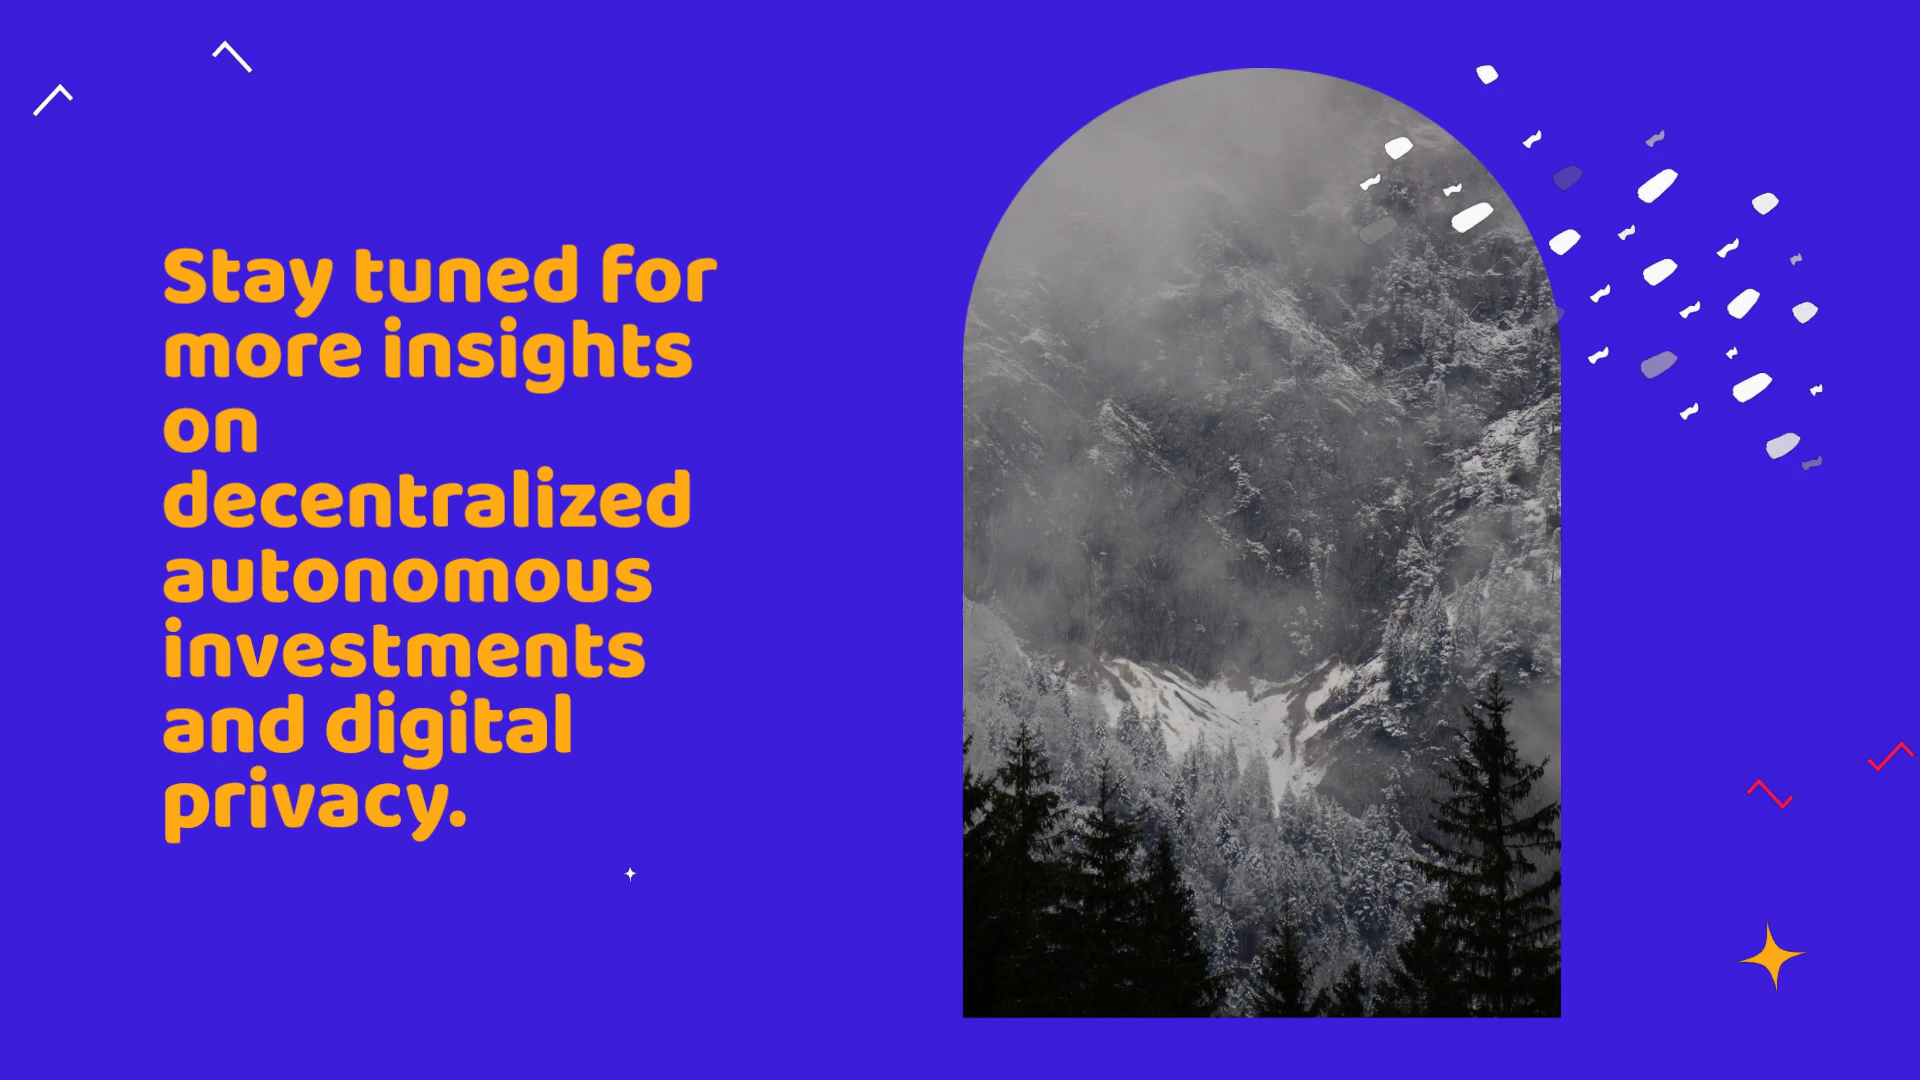 Stay tuned for
more insights
on
decentralized
autonomous
investments
and digital
privacy.